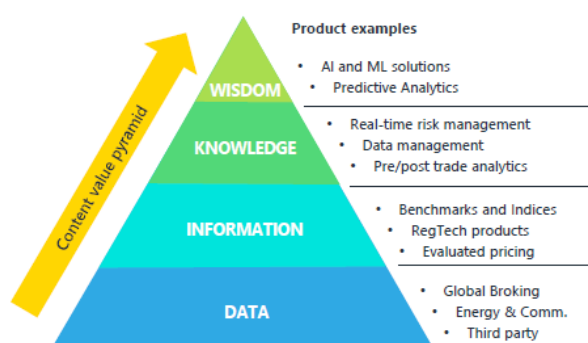 Product examples
• AI and ML solutions
• Predictive Analytics
WISDOM
• Real-time risk management
• Data management
• Pre/post trade analytics
KNOWLEDGE
• Benchmarks and Indices
• RegTech products
• Evaluated pricing
INFORMATION
• Global Broking
• Energy & Comm.
• Third party
DATA
Content value pyramid